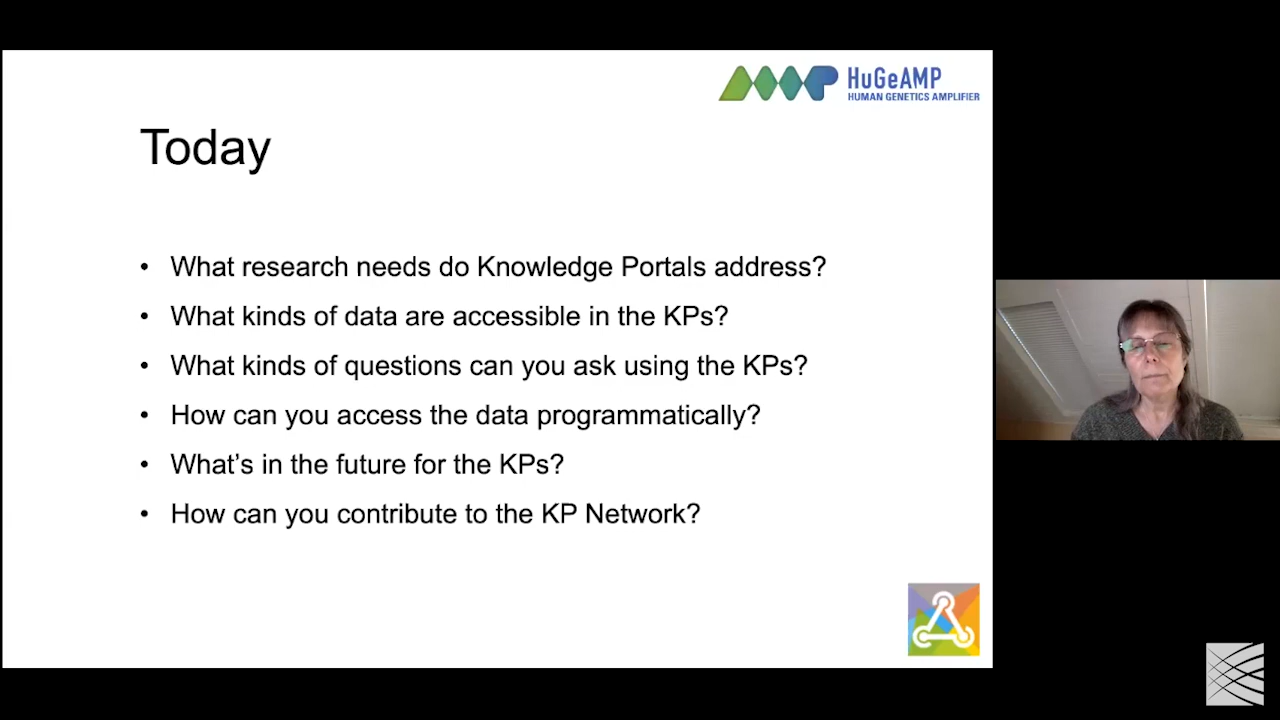 HuGeAMP
HUMAN GENETICS AMPLIFIER
Today
• What research needs do Knowledge Portals address?
• What kinds of data are accessible in the KPs?
• What kinds of questions can you ask using the KPs?
• How can you access the data programmatically?
• What’s in the future for the KPs?
• How can you contribute to the KP Network?